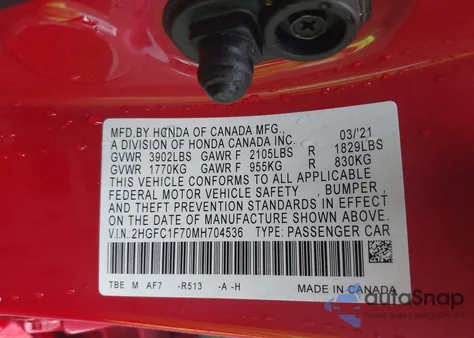 MFD.BY HONDA OF CANADA MFG.,
A DIVISION OF HONDA CANADA INC. 03/'21
GVWR 3902LBS GAWR F 2105LBS R 1829LBS
GVWR 1770KG GAWR F 955KG R 830KG
THIS VEHICLE CONFORMS TO ALL APPLICABLE
FEDERAL MOTOR VEHICLE SAFETY , BUMPER ,
AND THEFT PREVENTION STANDARDS IN EFFECT
ON THE DATE OF MANUFACTURE SHOWN ABOVE.
V.I.N.:2HGFC1F70MH704536 TYPE: PASSENGER CAR
TBE M AF7 -R513 -A -H MADE IN CANADA
autoSnap